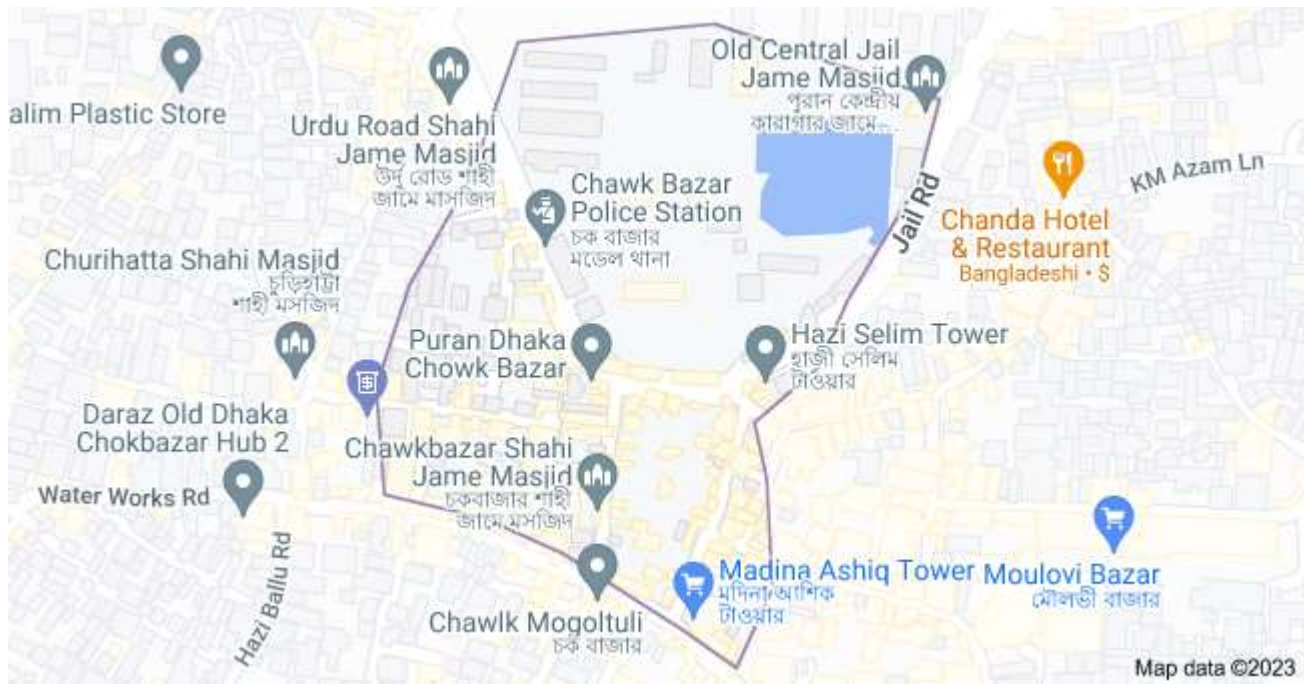 alim Plastic Store
Urdu Road Shahi
Jame Masjid
উর্দু রোড শাহী
জামে মাসজিদ
Old Central Jail
Jame Masjid
পুরান কেন্দ্রীয়
কারাগার জামে...
Chawk Bazar
Police Station
চক বাজার
মডেল থানা
Jail Rd
KM Azam Ln
Chanda Hotel
& Restaurant
Bangladeshi • $
Churihatta Shahi Masjid
চুড়িহাট্টা
শাহী মসজিদ
Puran Dhaka
Chowk Bazar
Hazi Selim Tower
হাজী সেলিম
টাওয়ার
Daraz Old Dhaka
Chokbazar Hub 2
Chawkbazar Shahi
Jame Masjid
চকবাজার শাহী
জামে মসজিদ
Water Works Rd
Hazi Ballu Rd
Chawlk Mogoltuli
চক বাজার
Madina Ashiq Tower
মদিনা আশিক
টাওয়ার
Moulovi Bazar
মৌলভী বাজার
Map data ©2023